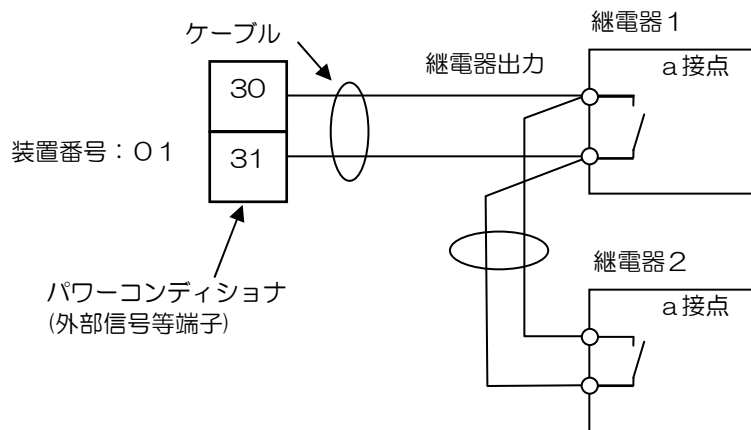 ケーブル
継電器1
30
継電器出力
a接点
装置番号:01
31
継電器2
パワーコンディショナ
(外部信号等端子)
a接点